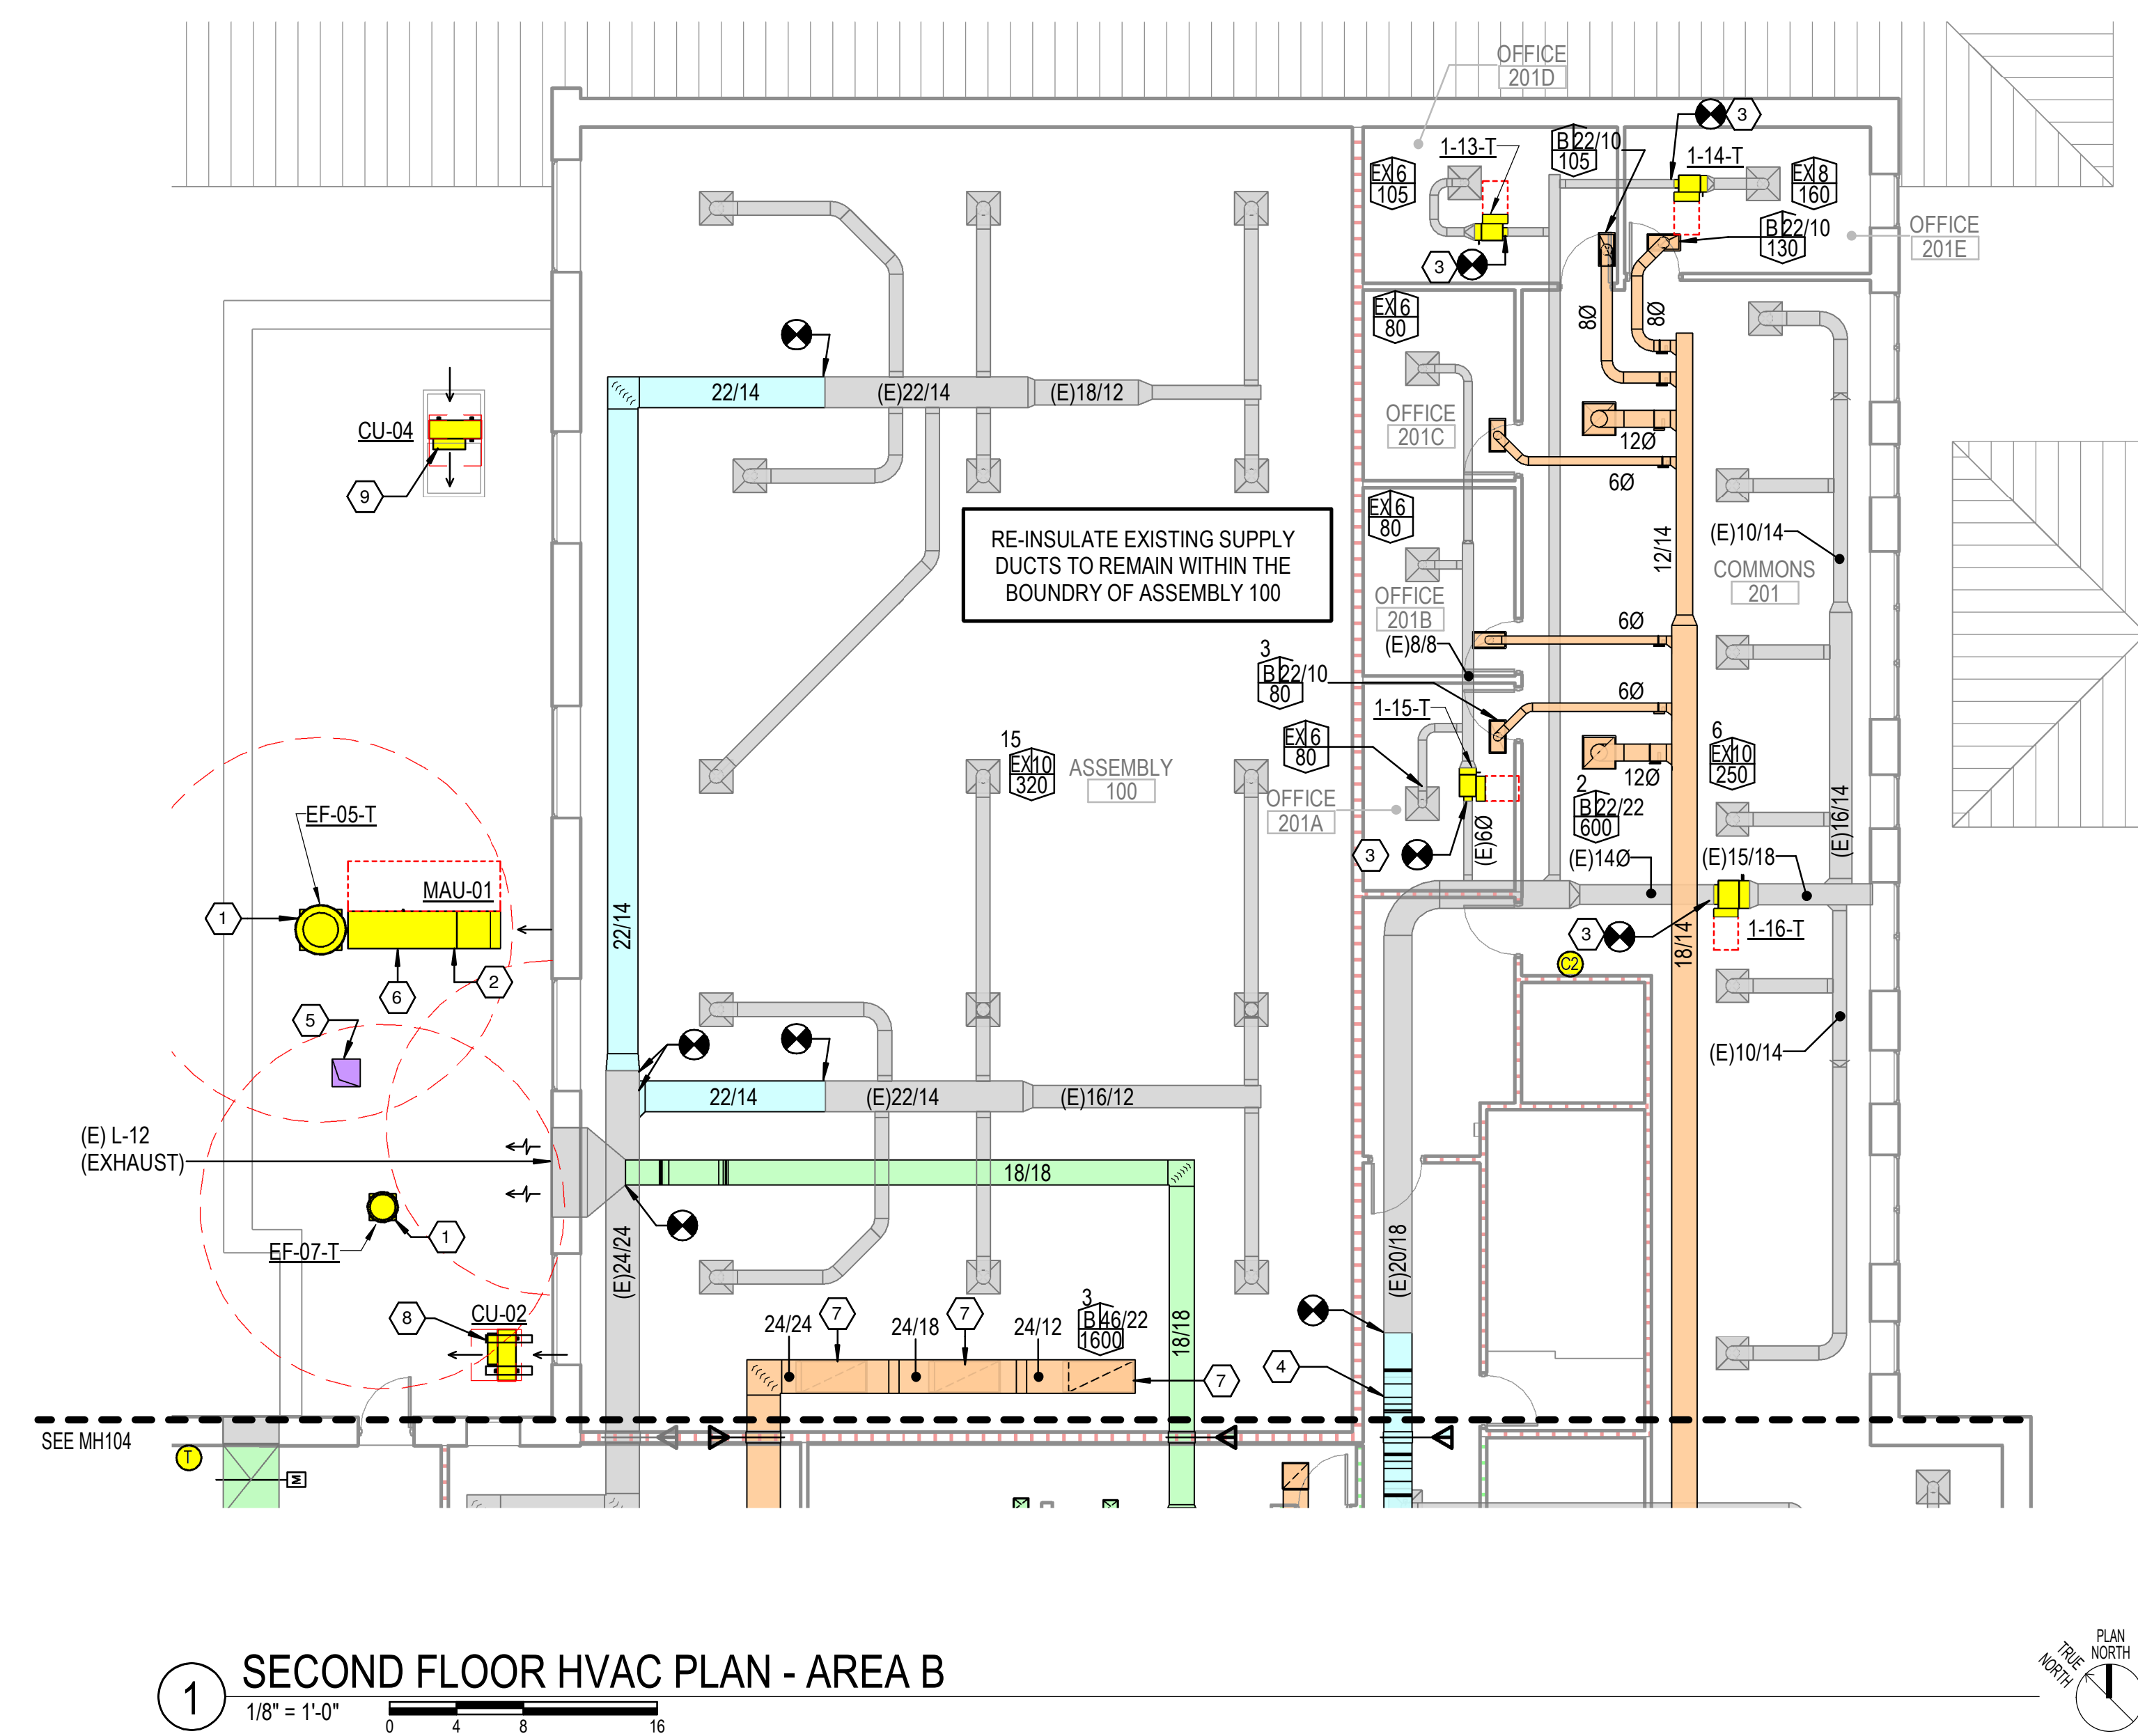 OFFICE
201D
3
B 22/10
105
1-13-T
1-14-T
EX 6
105
EX 8
160
B 22/10
130
OFFICE
201E
3
EX 6
80
8Ø
8Ø
22/14
(E)22/14
(E)18/12
CU-04
9
OFFICE
201C
12Ø
6Ø
EX 6
80
RE-INSULATE EXISTING SUPPLY
DUCTS TO REMAIN WITHIN THE
BOUNDRY OF ASSEMBLY 100
12/14
(E)10/14
COMMONS
201
OFFICE
201B
(E)8/8
6Ø
3
B 22/10
80
6Ø
1-15-T
EX 6
80
15
EX 10
320
ASSEMBLY
100
OFFICE
201A
12Ø
6
EX 10
250
2
B 22/22
600
EF-05-T
MAU-01
1
2
6
5
22/14
3
(E)6Ø
(E)14Ø
(E)15/18
(E)16/14
3
1-16-T
C2
18/14
(E)10/14
22/14
(E)22/14
(E)16/12
(E) L-12
(EXHAUST)
18/18
EF-07-T
1
(E)24/24
(E)20/18
8
CU-02
24/24
7
24/18
7
24/12
3
B 46/22
1600
18/18
7
4
SEE MH104
T
M
1
SECOND FLOOR HVAC PLAN - AREA B
1/8" = 1'-0"
0 4 8 16
PLAN
NORTH
TRUE
NORTH